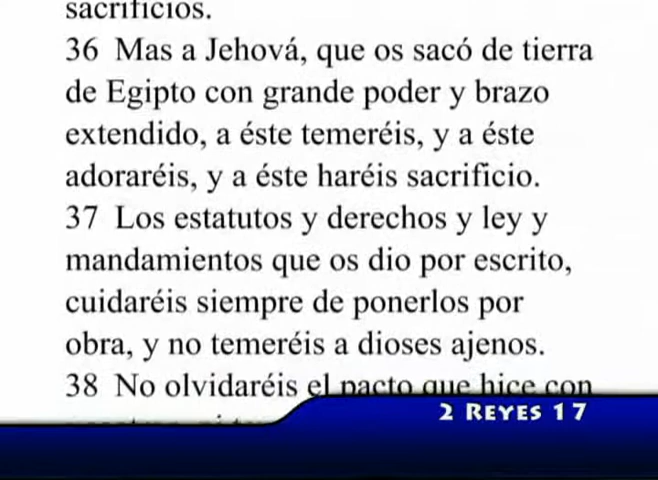 sacrificios.
36 Mas a Jehová, que os sacó de tierra
de Egipto con grande poder y brazo
extendido, a éste temeréis, y a éste
adoraréis, y a éste haréis sacrificio.
37 Los estatutos y derechos y ley y
mandamientos que os dio por escrito,
cuidaréis siempre de ponerlos por
obra, y no temeréis a dioses ajenos.
38 No olvidaréis el pacto que hice con
2 REYES 17